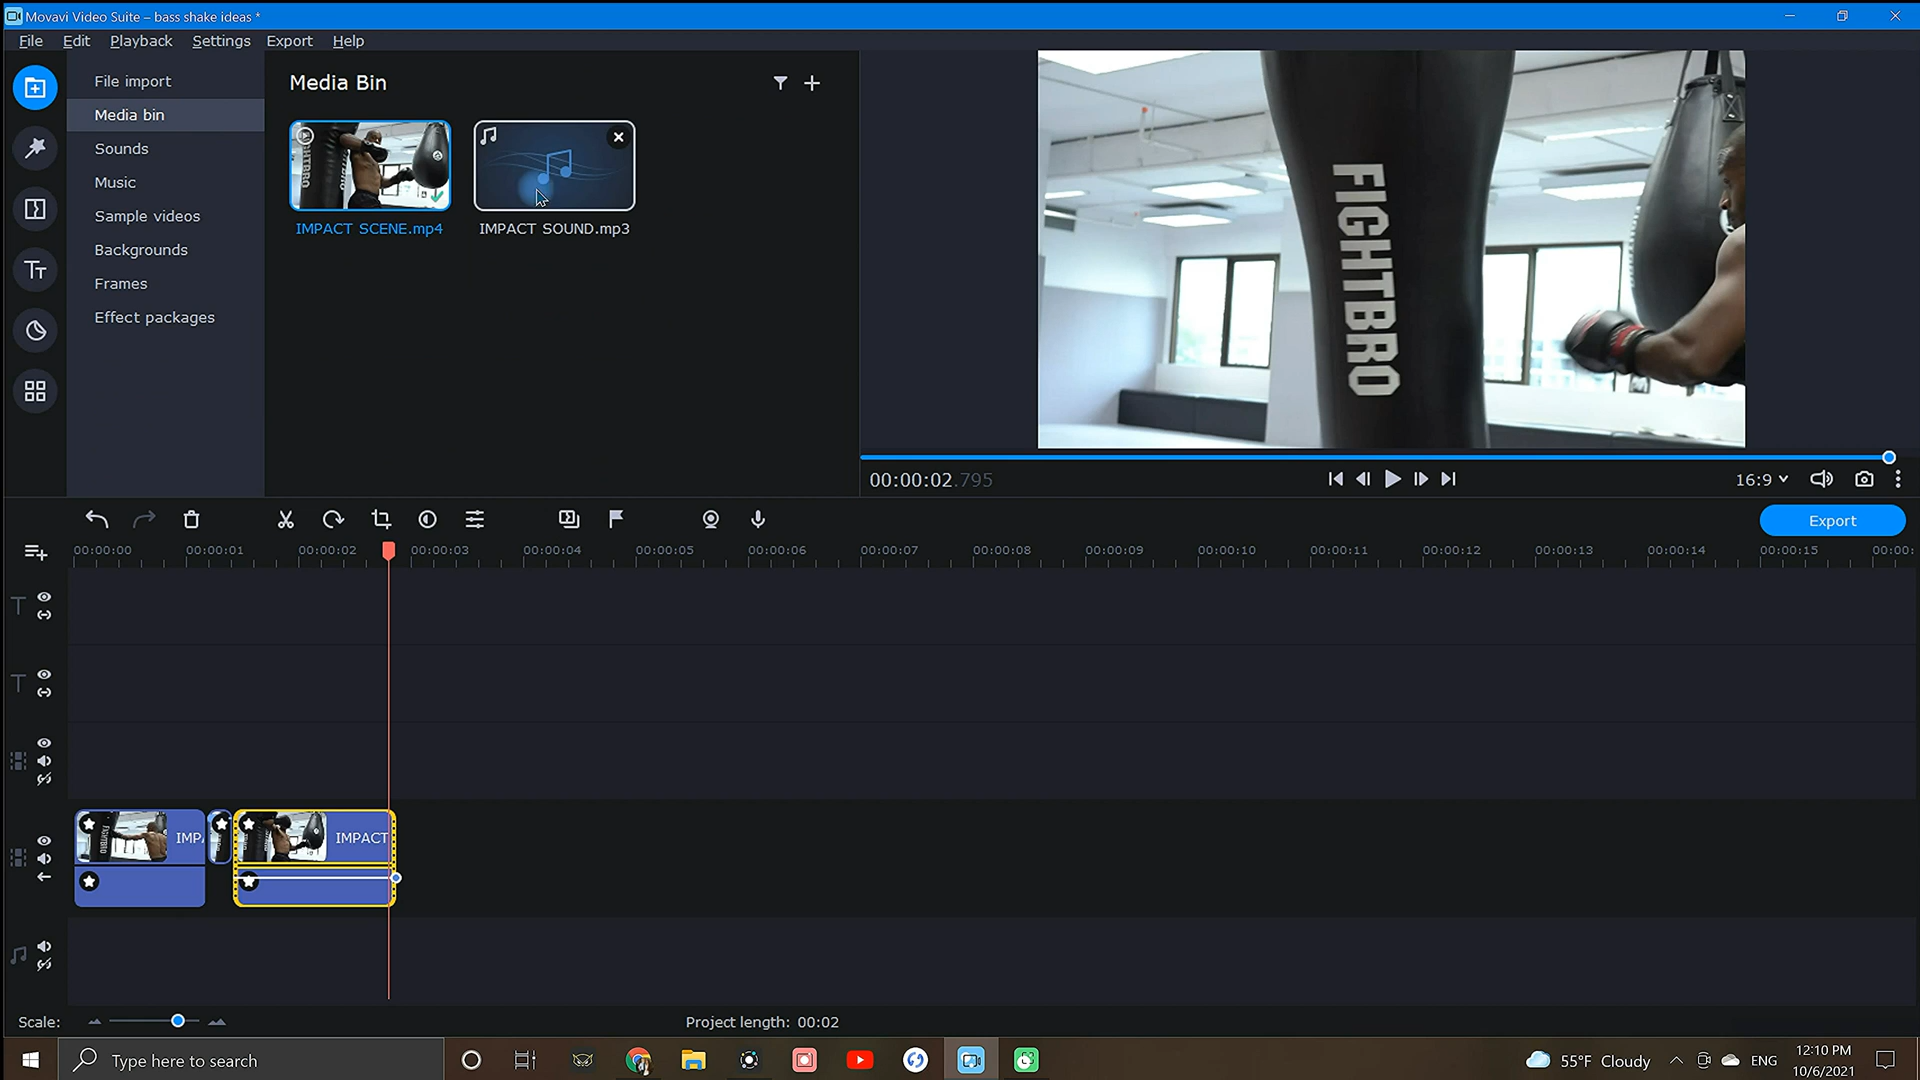 Movavi Video Suite – bass shake ideas *
File Edit Playback Settings Export Help
File import
Media bin
Sounds
Music
Sample videos
Backgrounds
Frames
Effect packages
Media Bin
IMPACT SCENE.mp4
IMPACT SOUND.mp3
FIGHTBRO
00:00:02.795
16:9
Export
00:00:00 00:00:01 00:00:02 00:00:03 00:00:04 00:00:05 00:00:06 00:00:07 00:00:08 00:00:09 00:00:10 00:00:11 00:00:12 00:00:13 00:00:14 00:00:15 00:00:
IMPA
IMPACT
Scale:
Project length: 00:02
Type here to search
55°F Cloudy
ENG
12:10 PM
10/6/2021